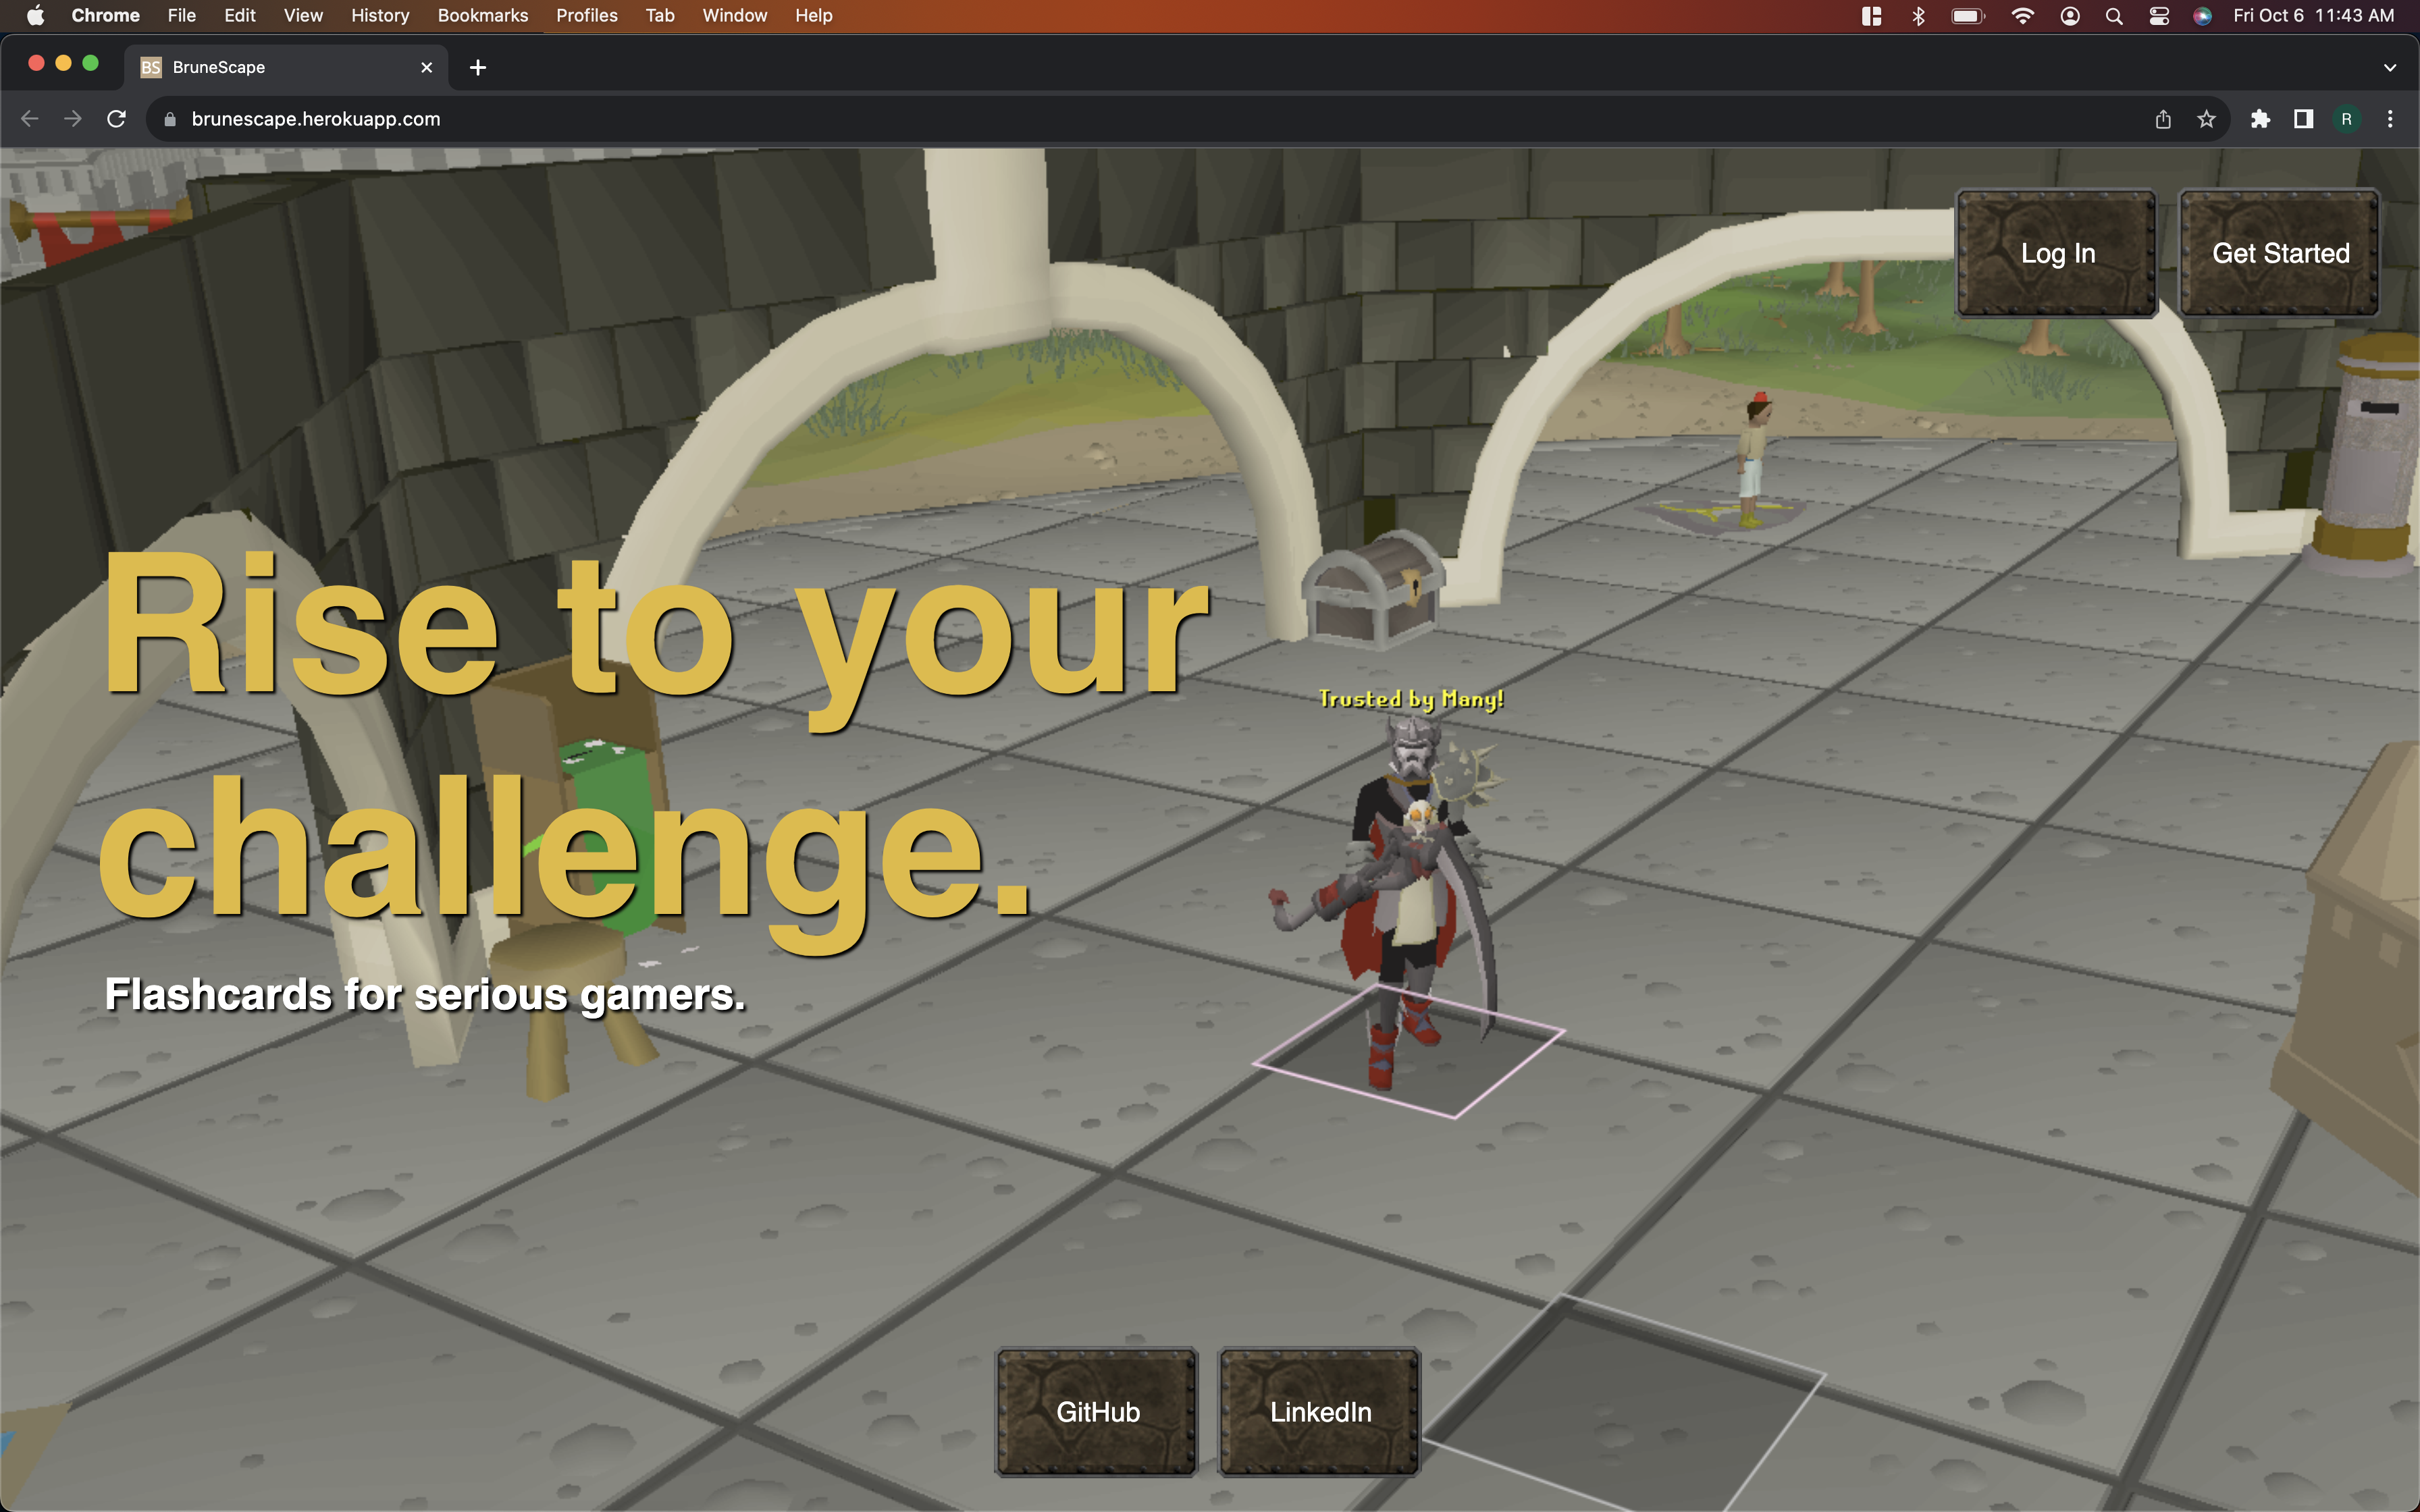 Chrome File Edit View History Bookmarks Profiles Tab Window Help Fri Oct 6 11:43 AM
BS BruneScape
brunescape.herokuapp.com R
Log In Get Started
Rise to your
challenge.
Trusted by Many!
Flashcards for serious gamers.
GitHub LinkedIn